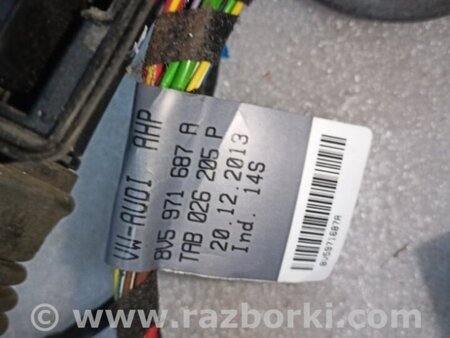 VW-AUDI AHP
8V5 971 687 A
TAB 026 205 P
20.12.2013
Ind. 14S
8V5971687A
© www.razborki.com